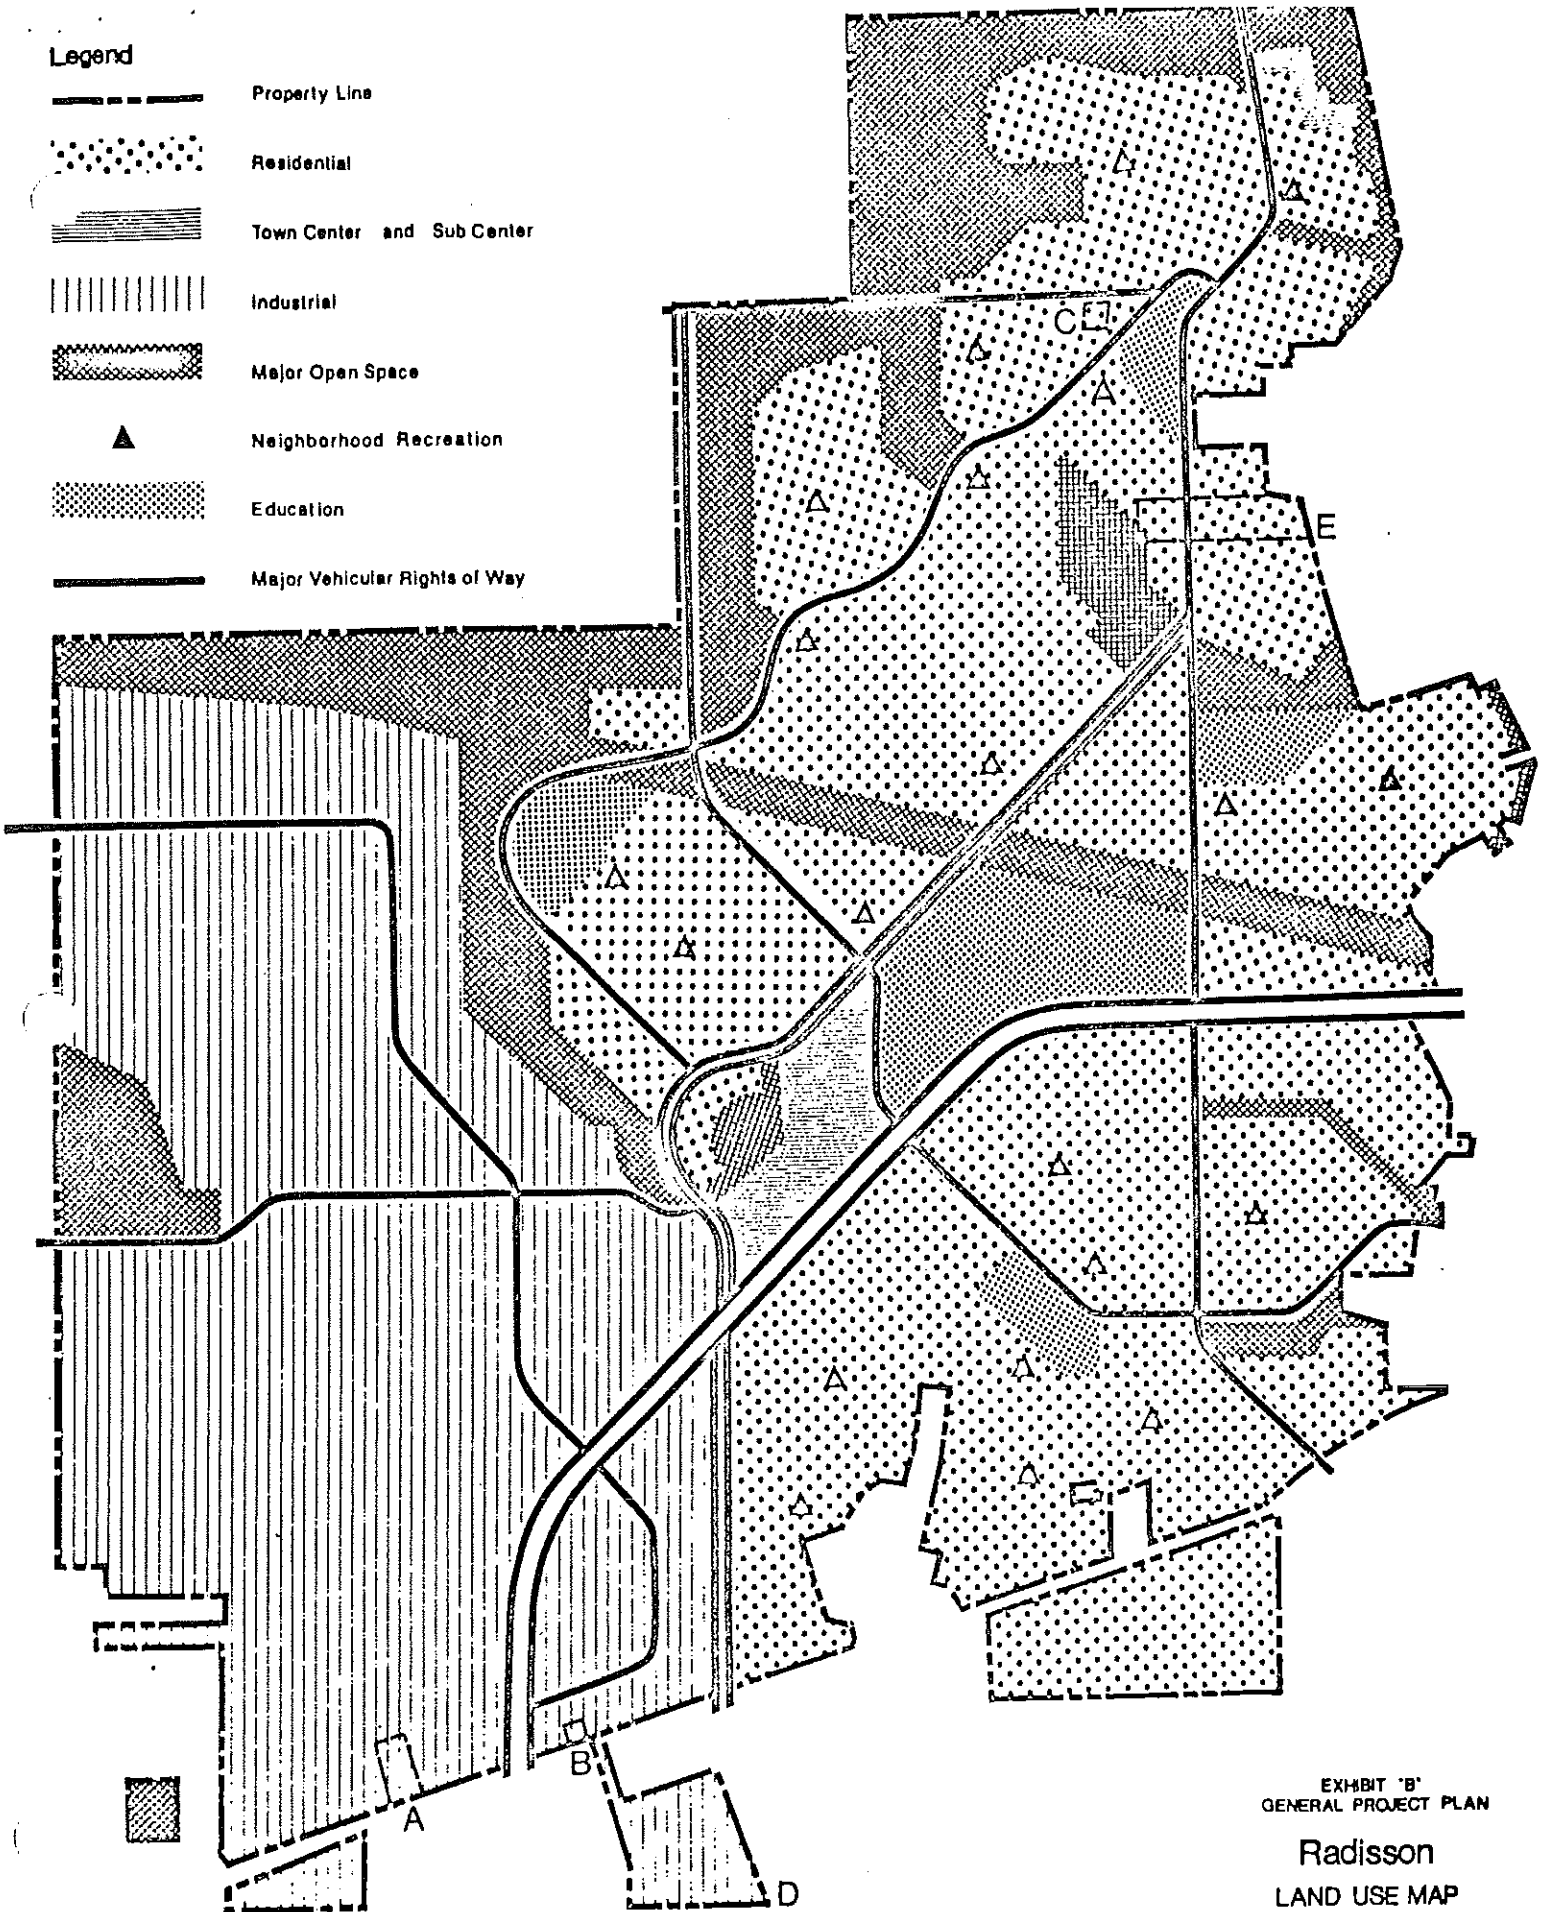 Legend
Property Line
Residential
Town Center and Sub Center
Industrial
Major Open Space
Neighborhood Recreation
Education
Major Vehicular Rights of Way
C
E
A
B
D
EXHIBIT "B"
GENERAL PROJECT PLAN
Radisson
LAND USE MAP